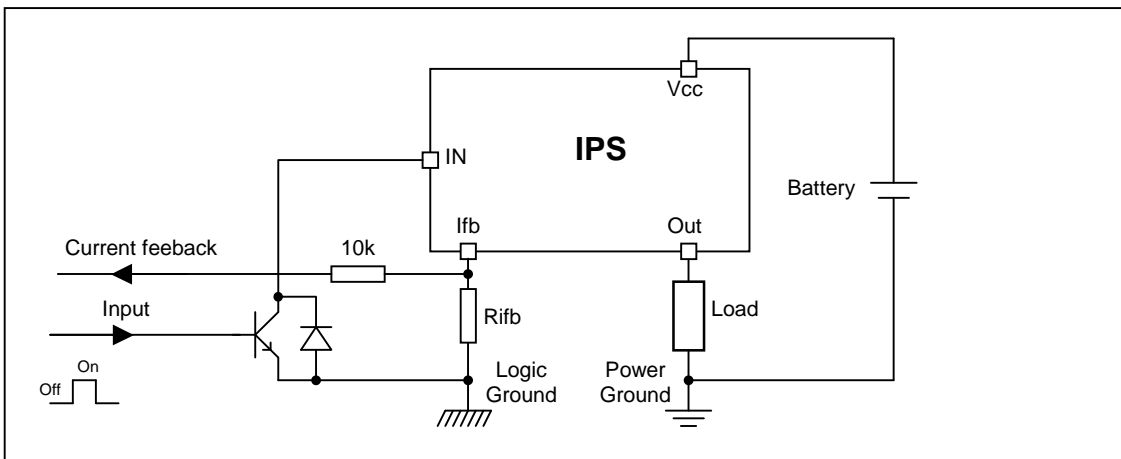 Vcc
IPS
IN
Battery
Ifb
Out
Current feeback
10k
Input
Rifb
Load
On
Off
Logic
Ground
Power
Ground